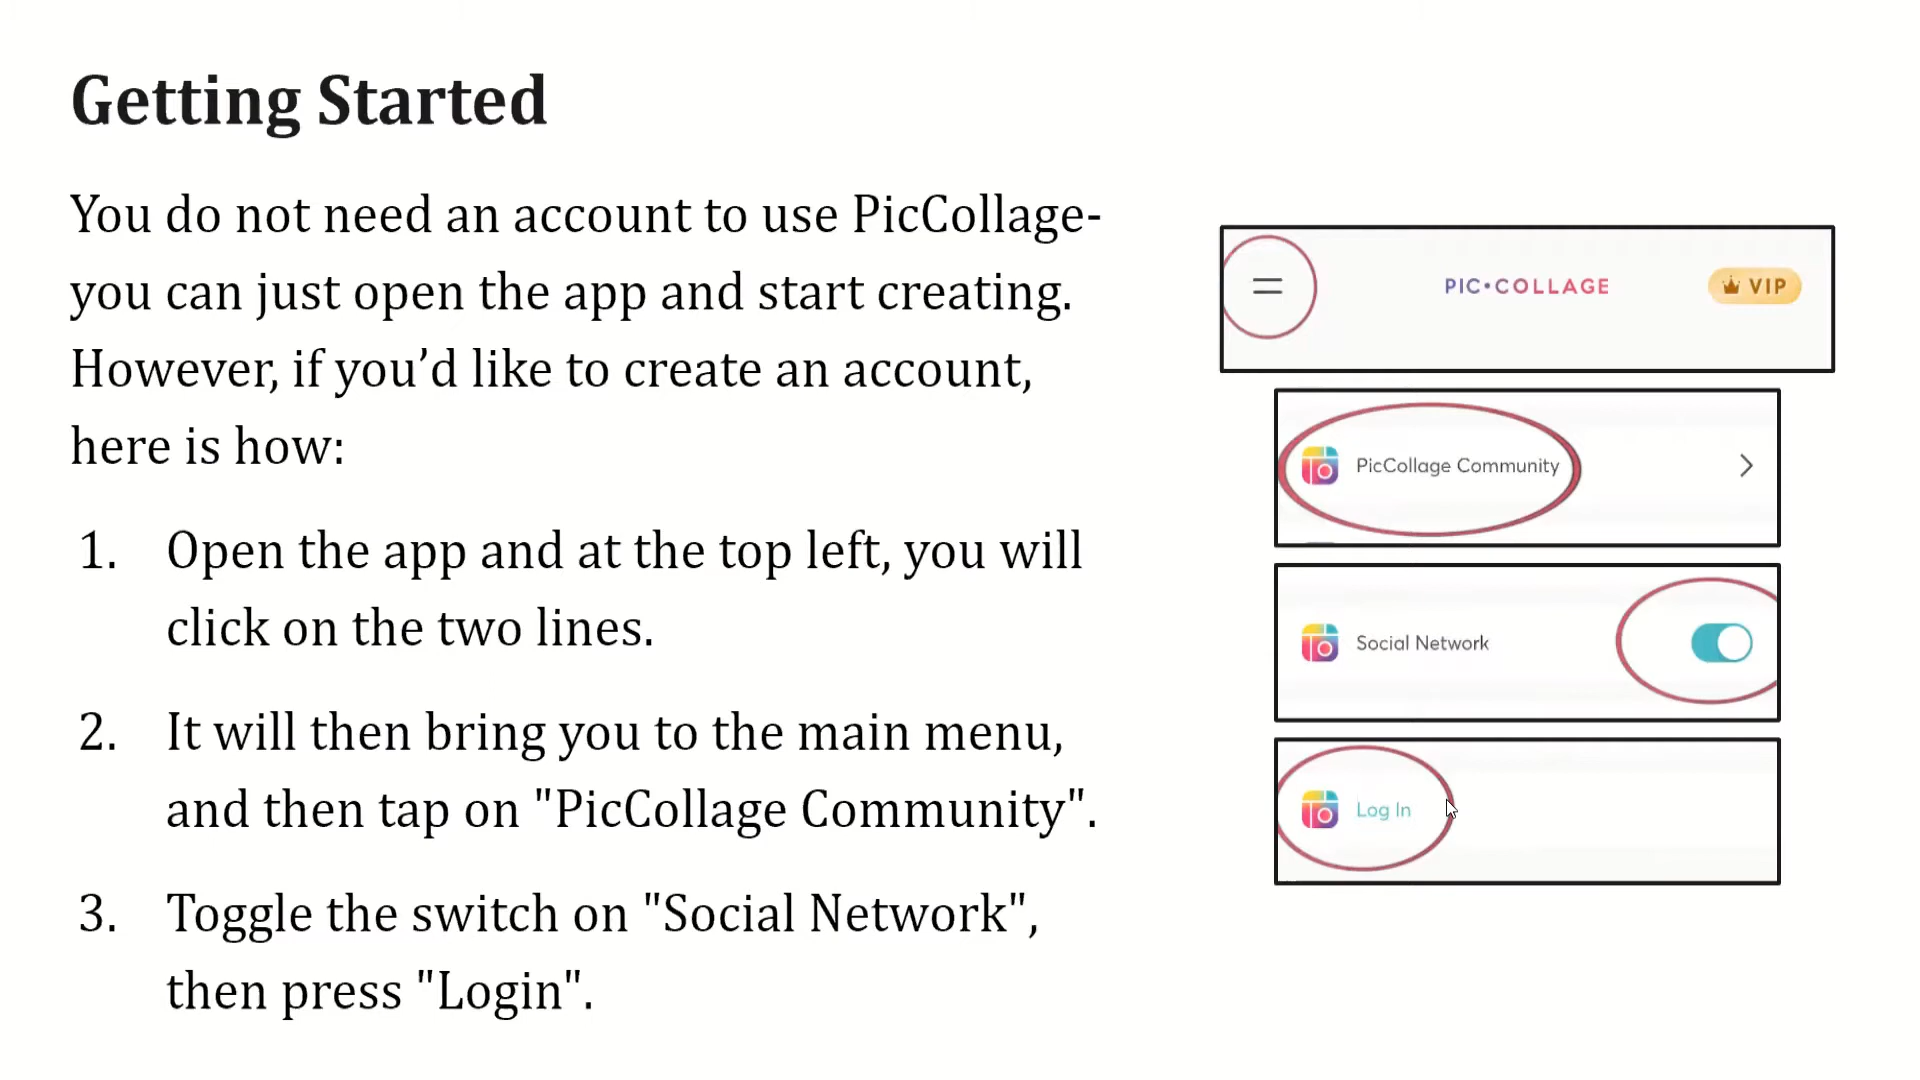 Getting Started
You do not need an account to use PicCollage-
you can just open the app and start creating.
However, if you’d like to create an account,
here is how:
1. Open the app and at the top left, you will
click on the two lines.
2. It will then bring you to the main menu,
and then tap on "PicCollage Community".
3. Toggle the switch on "Social Network",
then press "Login".
PIC•COLLAGE
VIP
PicCollage Community
Social Network
Log In